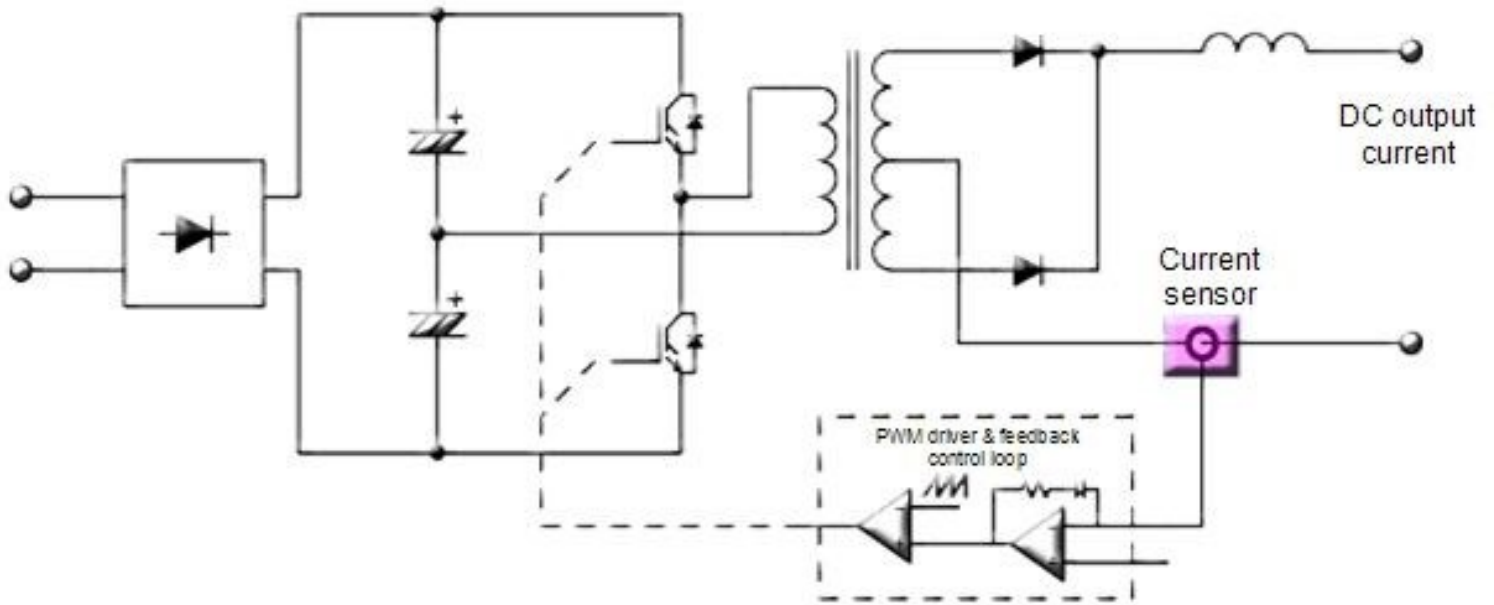 DC output
current
Current
sensor
PWM driver & feedback
control loop
+
+